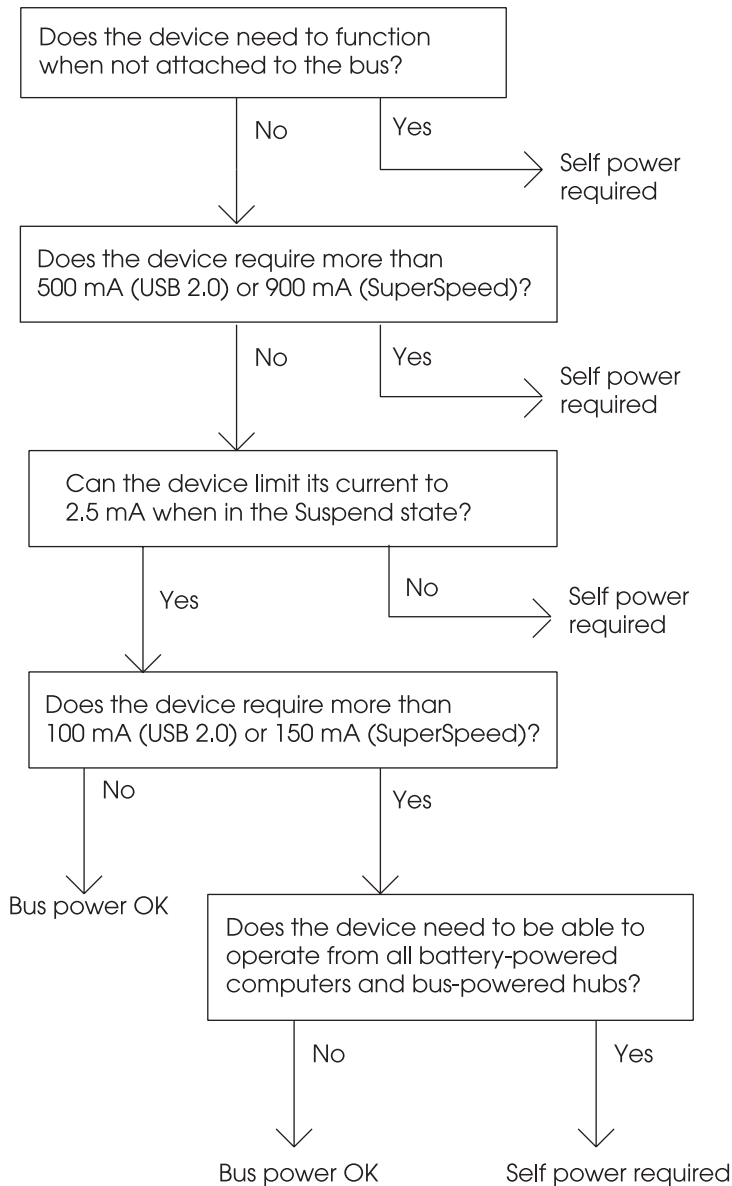 Does the device need to function
when not attached to the bus?
No
Yes
Self power
required
Does the device require more than
500 mA (USB 2.0) or 900 mA (SuperSpeed)?
No
Yes
Self power
required
Can the device limit its current to
2.5 mA when in the Suspend state?
Yes
No
Self power
required
Does the device require more than
100 mA (USB 2.0) or 150 mA (SuperSpeed)?
No
Yes
Bus power OK
Does the device need to be able to
operate from all battery-powered
computers and bus-powered hubs?
No
Yes
Bus power OK
Self power required